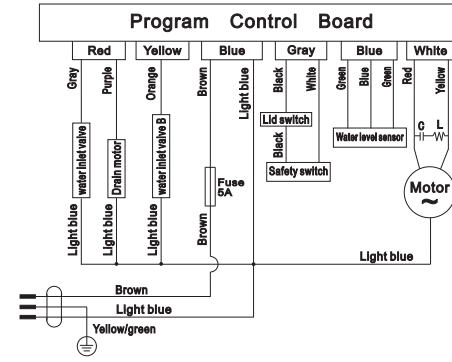 Program Control Board
Red Yellow Blue Gray Blue White
Gray Purple Orange Brown Light blue Black White Green Blue Green Red Yellow
C L
Lid switch
Black
water inlet valve Drain motor water inlet valve B
Water level sensor
Safety switch
Fuse
5A
Motor
~
Light blue Light blue Light blue Brown
Light blue
Brown
Light blue
Yellow/green